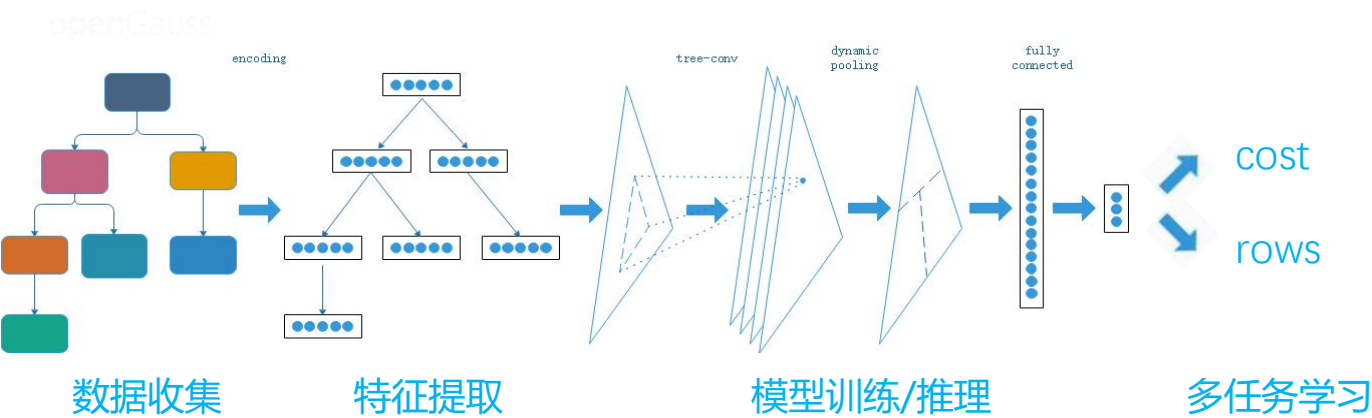 openGauss
encoding
tree-conv
dynamic
pooling
fully
connected
cost
rows
数据收集
特征提取
模型训练/推理
多任务学习